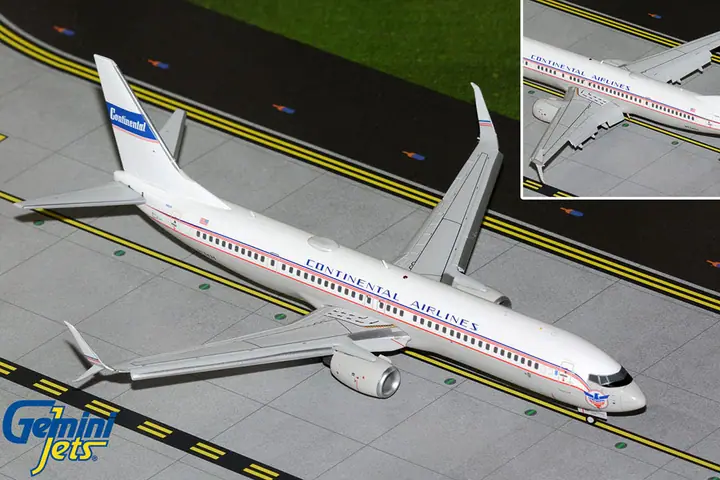 CONTINENTAL AIRLINES
Continental
CONTINENTAL AIRLINES
Gemini
Jets